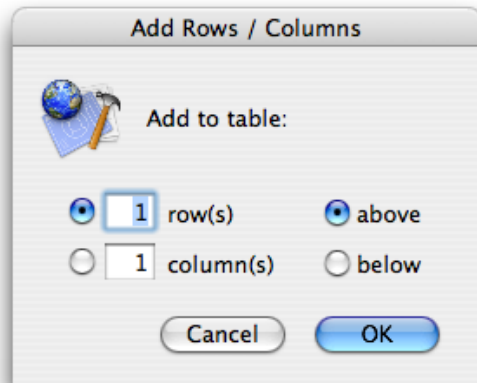 Add Rows / Columns
Add to table:
1 row(s) above
1 column(s) below
Cancel OK